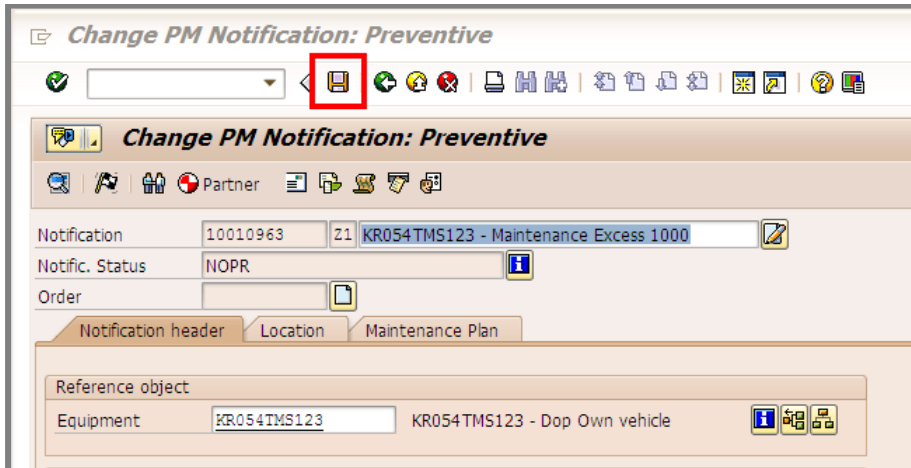 Change PM Notification: Preventive
Change PM Notification: Preventive
Partner
Notification 10010963 Z1 KR054TMS123 - Maintenance Excess 1000
Notific. Status NOPR
Order
Notification header Location Maintenance Plan
Reference object
Equipment KR054TMS123 KR054TMS123 - Dop Own vehicle